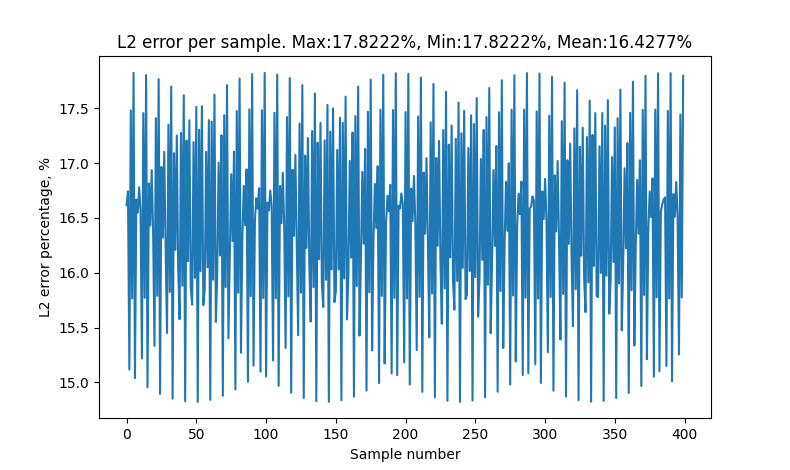 L2 error per sample. Max:17.8222%, Min:17.8222%, Mean:16.4277%
L2 error percentage, %
17.5
17.0
16.5
16.0
15.5
15.0
0 50 100 150 200 250 300 350 400
Sample number